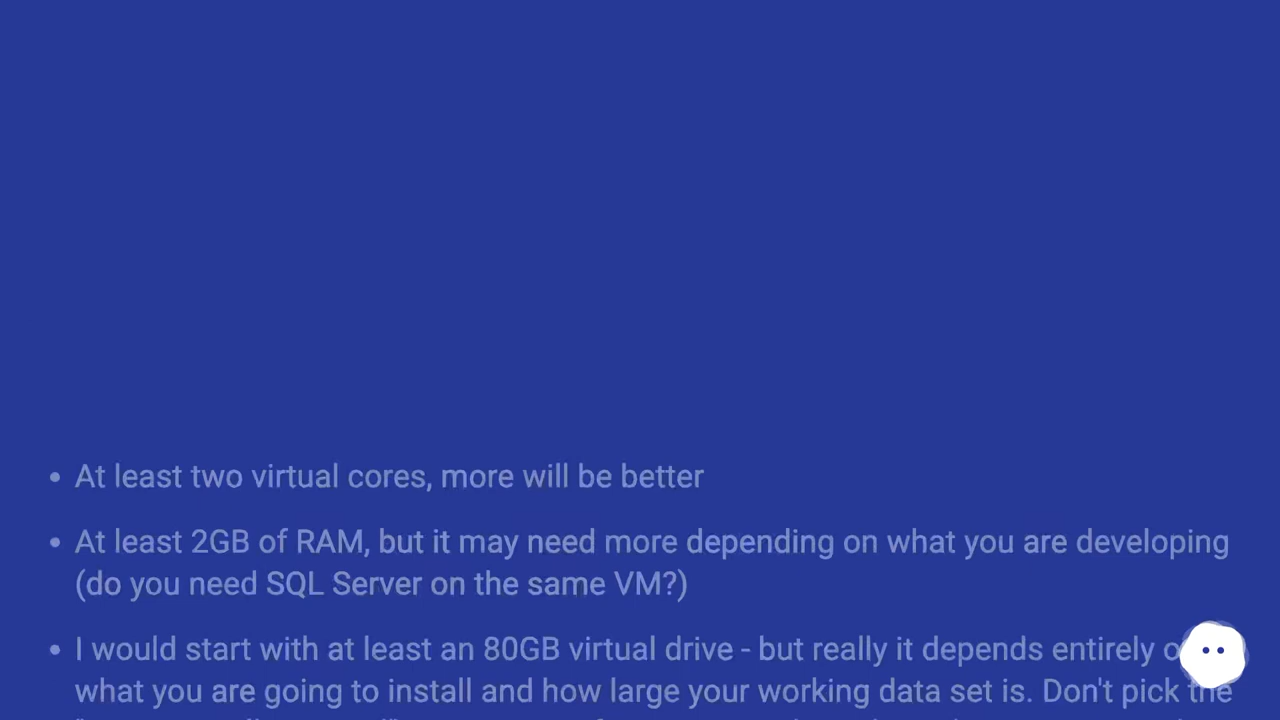 • At least two virtual cores, more will be better
• At least 2GB of RAM, but it may need more depending on what you are developing
(do you need SQL Server on the same VM?)
• I would start with at least an 80GB virtual drive - but really it depends entirely
what you are going to install and how large your working data set is. Don't pick the